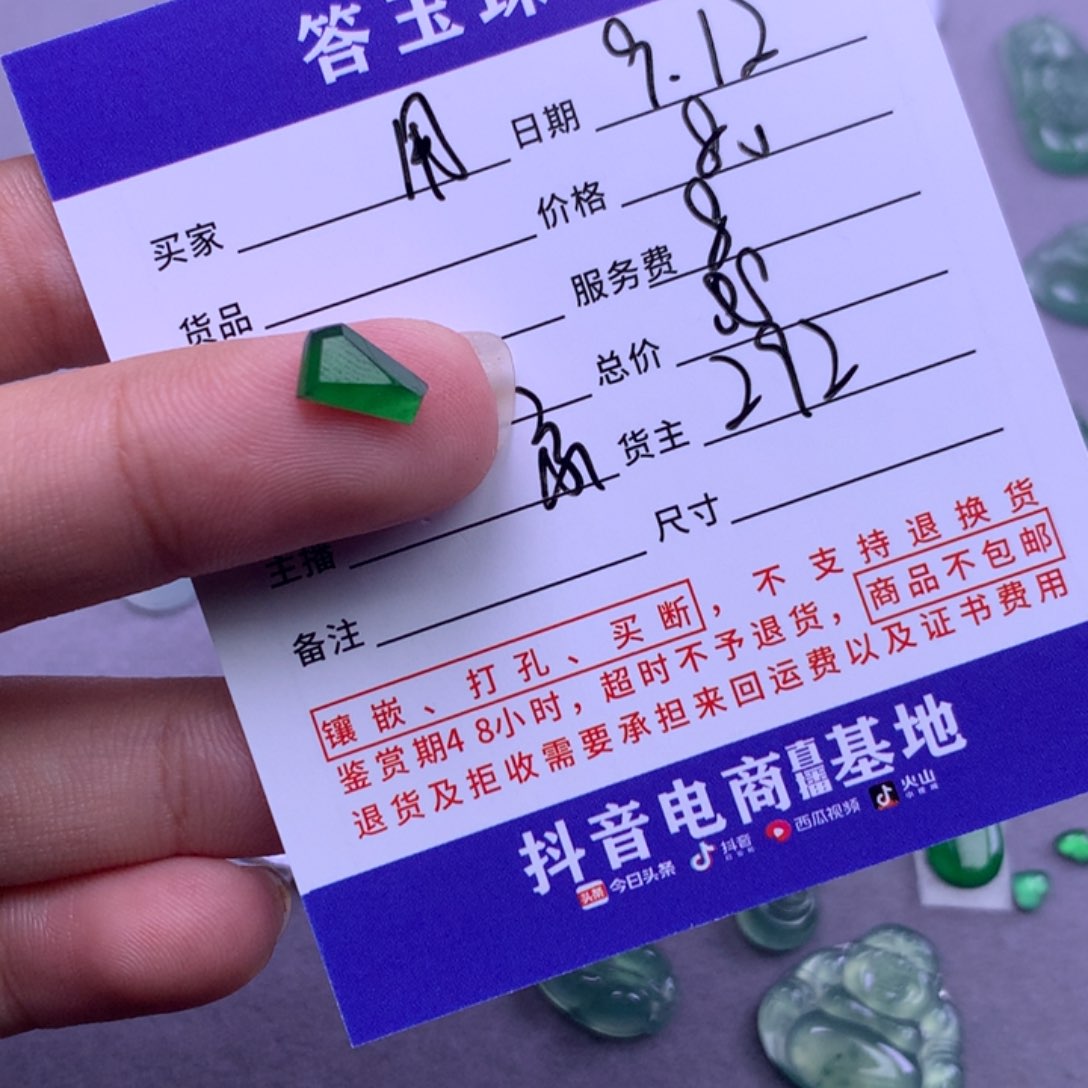 答玉珠
日期 9.12
买家
价格
货品
服务费 8
总价
货主 292
主播
尺寸
备注
镶嵌、打孔、买断，不支持退换货
鉴赏期48小时，超时不予退货，商品不包邮
退货及拒收需要承担来回运费以及证书费用
抖音电商直播基地
头条 今日头条 抖音 西瓜视频 火山